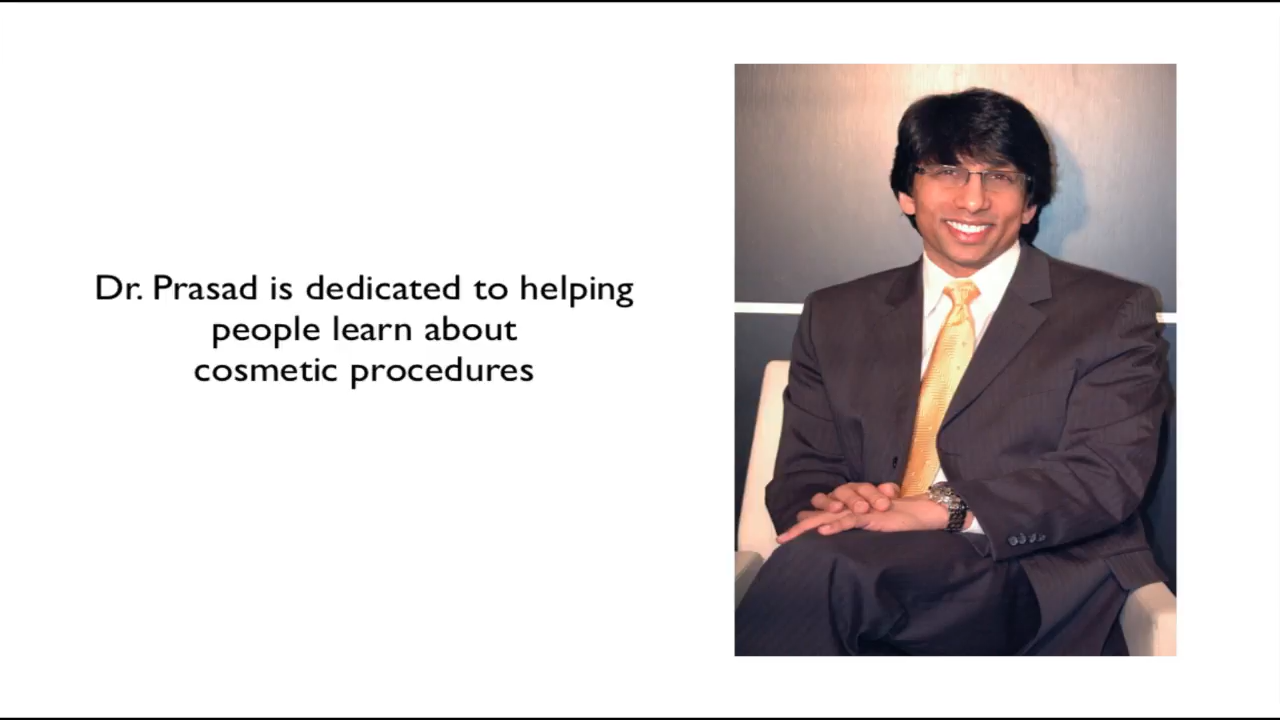 Dr. Prasad is dedicated to helping
people learn about
cosmetic procedures